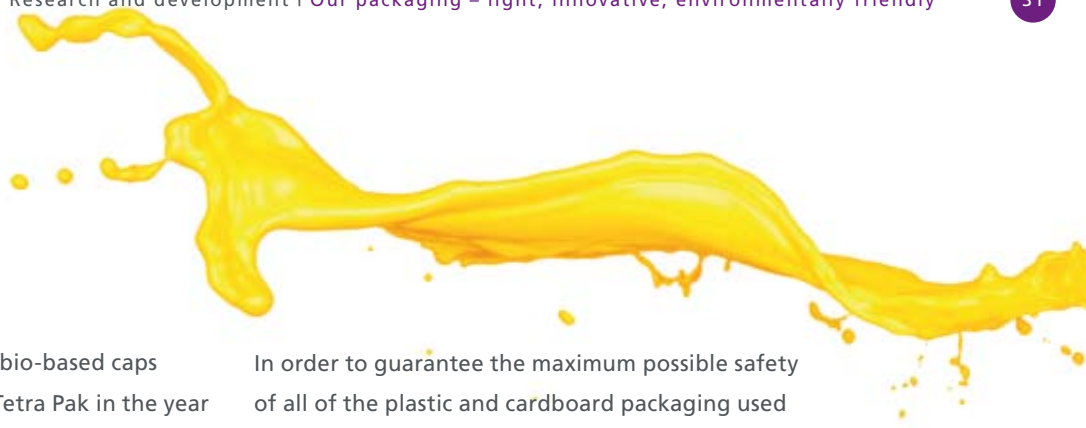 Research and development | Our packaging – light, innovative, environmentally friendly
31
bio-based caps
Tetra Pak in the year
In order to guarantee the maximum possible safety
of all of the plastic and cardboard packaging used